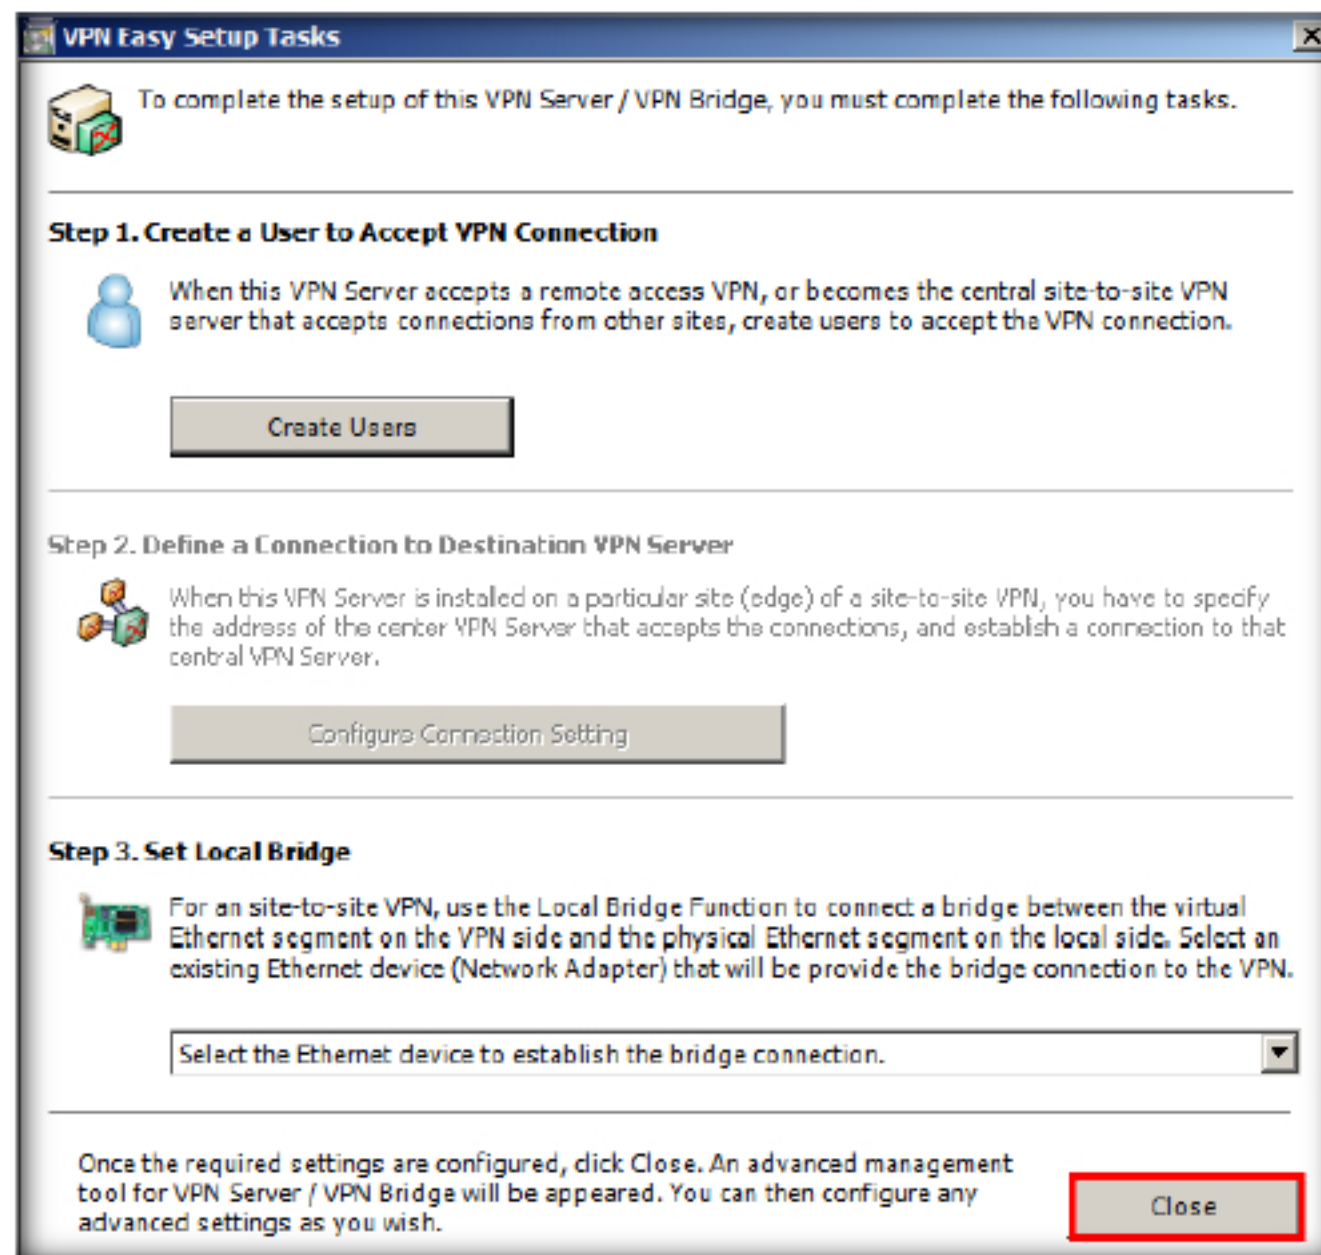 VPN Easy Setup Tasks
To complete the setup of this VPN Server / VPN Bridge, you must complete the following tasks.
Step 1. Create a User to Accept VPN Connection
When this VPN Server accepts a remote access VPN, or becomes the central site-to-site VPN
server that accepts connections from other sites, create users to accept the VPN connection.
Create Users
Step 2. Define a Connection to Destination VPN Server
When this VPN Server is installed on a particular site (edge) of a site-to-site VPN, you have to specify
the address of the center VPN Server that accepts the connections, and establish a connection to that
central VPN Server.
Configure Connection Setting
Step 3. Set Local Bridge
For an site-to-site VPN, use the Local Bridge Function to connect a bridge between the virtual
Ethernet segment on the VPN side and the physical Ethernet segment on the local side. Select an
existing Ethernet device (Network Adapter) that will be provide the bridge connection to the VPN.
Select the Ethernet device to establish the bridge connection.
Once the required settings are configured, click Close. An advanced management
tool for VPN Server / VPN Bridge will be appeared. You can then configure any
advanced settings as you wish.
Close